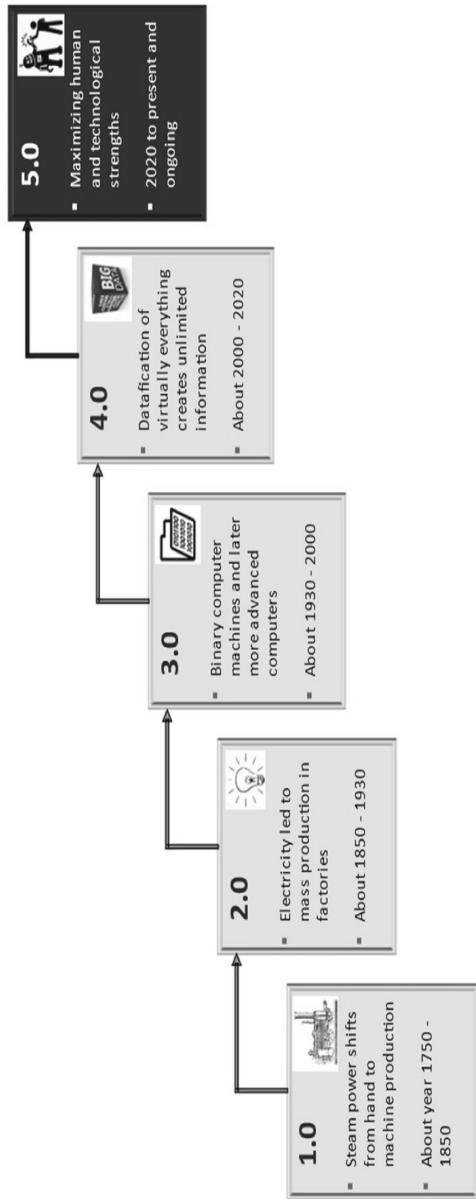 1.0
Steam power shifts
from hand to
machine production
About year 1750 -
1850
2.0
Electricity led to
mass production in
factories
About 1850 - 1930
3.0
Binary computer
machines and later
more advanced
computers
About 1930 - 2000
4.0
BIG
DATA
Datafication of
virtually everything
creates unlimited
information
About 2000 - 2020
5.0
Maximizing human
and technological
strengths
2020 to present and
ongoing